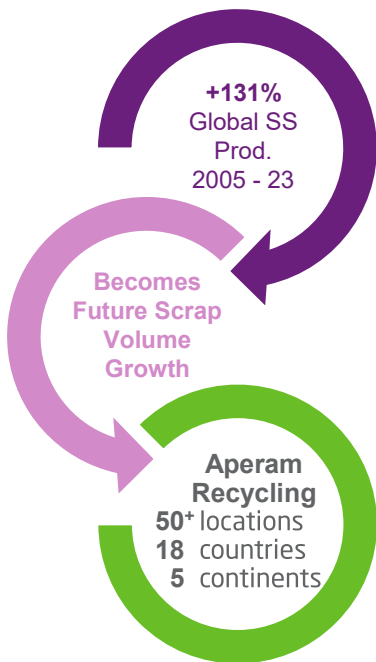 +131%
Global SS
Prod.
2005 - 23
Becomes
Future Scrap
Volume
Growth
Aperam
Recycling
50+ locations
18 countries
5 continents